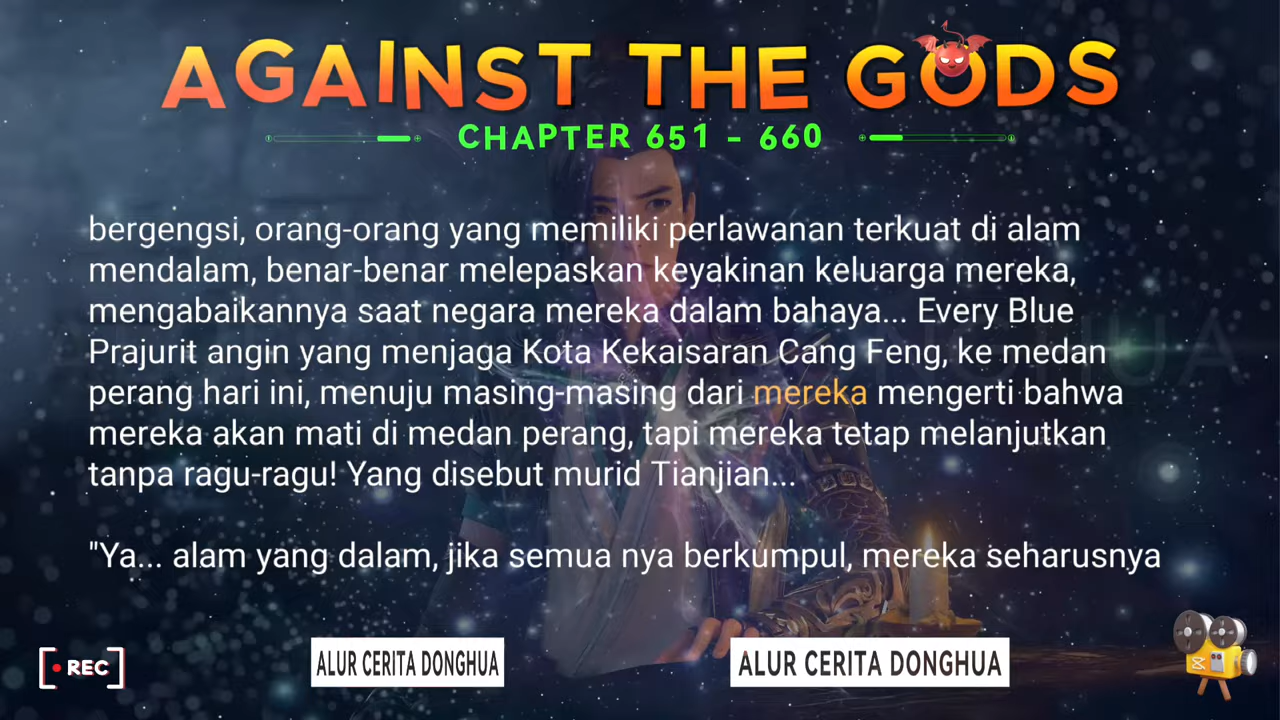 AGAINST THE GODS
CHAPTER 651 - 660
bergengsi, orang-orang yang memiliki perlawanan terkuat di alam
mendalam, benar-benar melepaskan keyakinan keluarga mereka,
mengabaikannya saat negara mereka dalam bahaya... Every Blue
Prajurit angin yang menjaga Kota Kekaisaran Cang Feng, ke medan
perang hari ini, menuju masing-masing dari mereka mengerti bahwa
mereka akan mati di medan perang, tapi mereka tetap melanjutkan
tanpa ragu-ragu! Yang disebut murid Tianjian...
"Ya... alam yang dalam, jika semua nya berkumpul, mereka seharusnya
REC
ALUR CERITA DONGHUA
ALUR CERITA DONGHUA